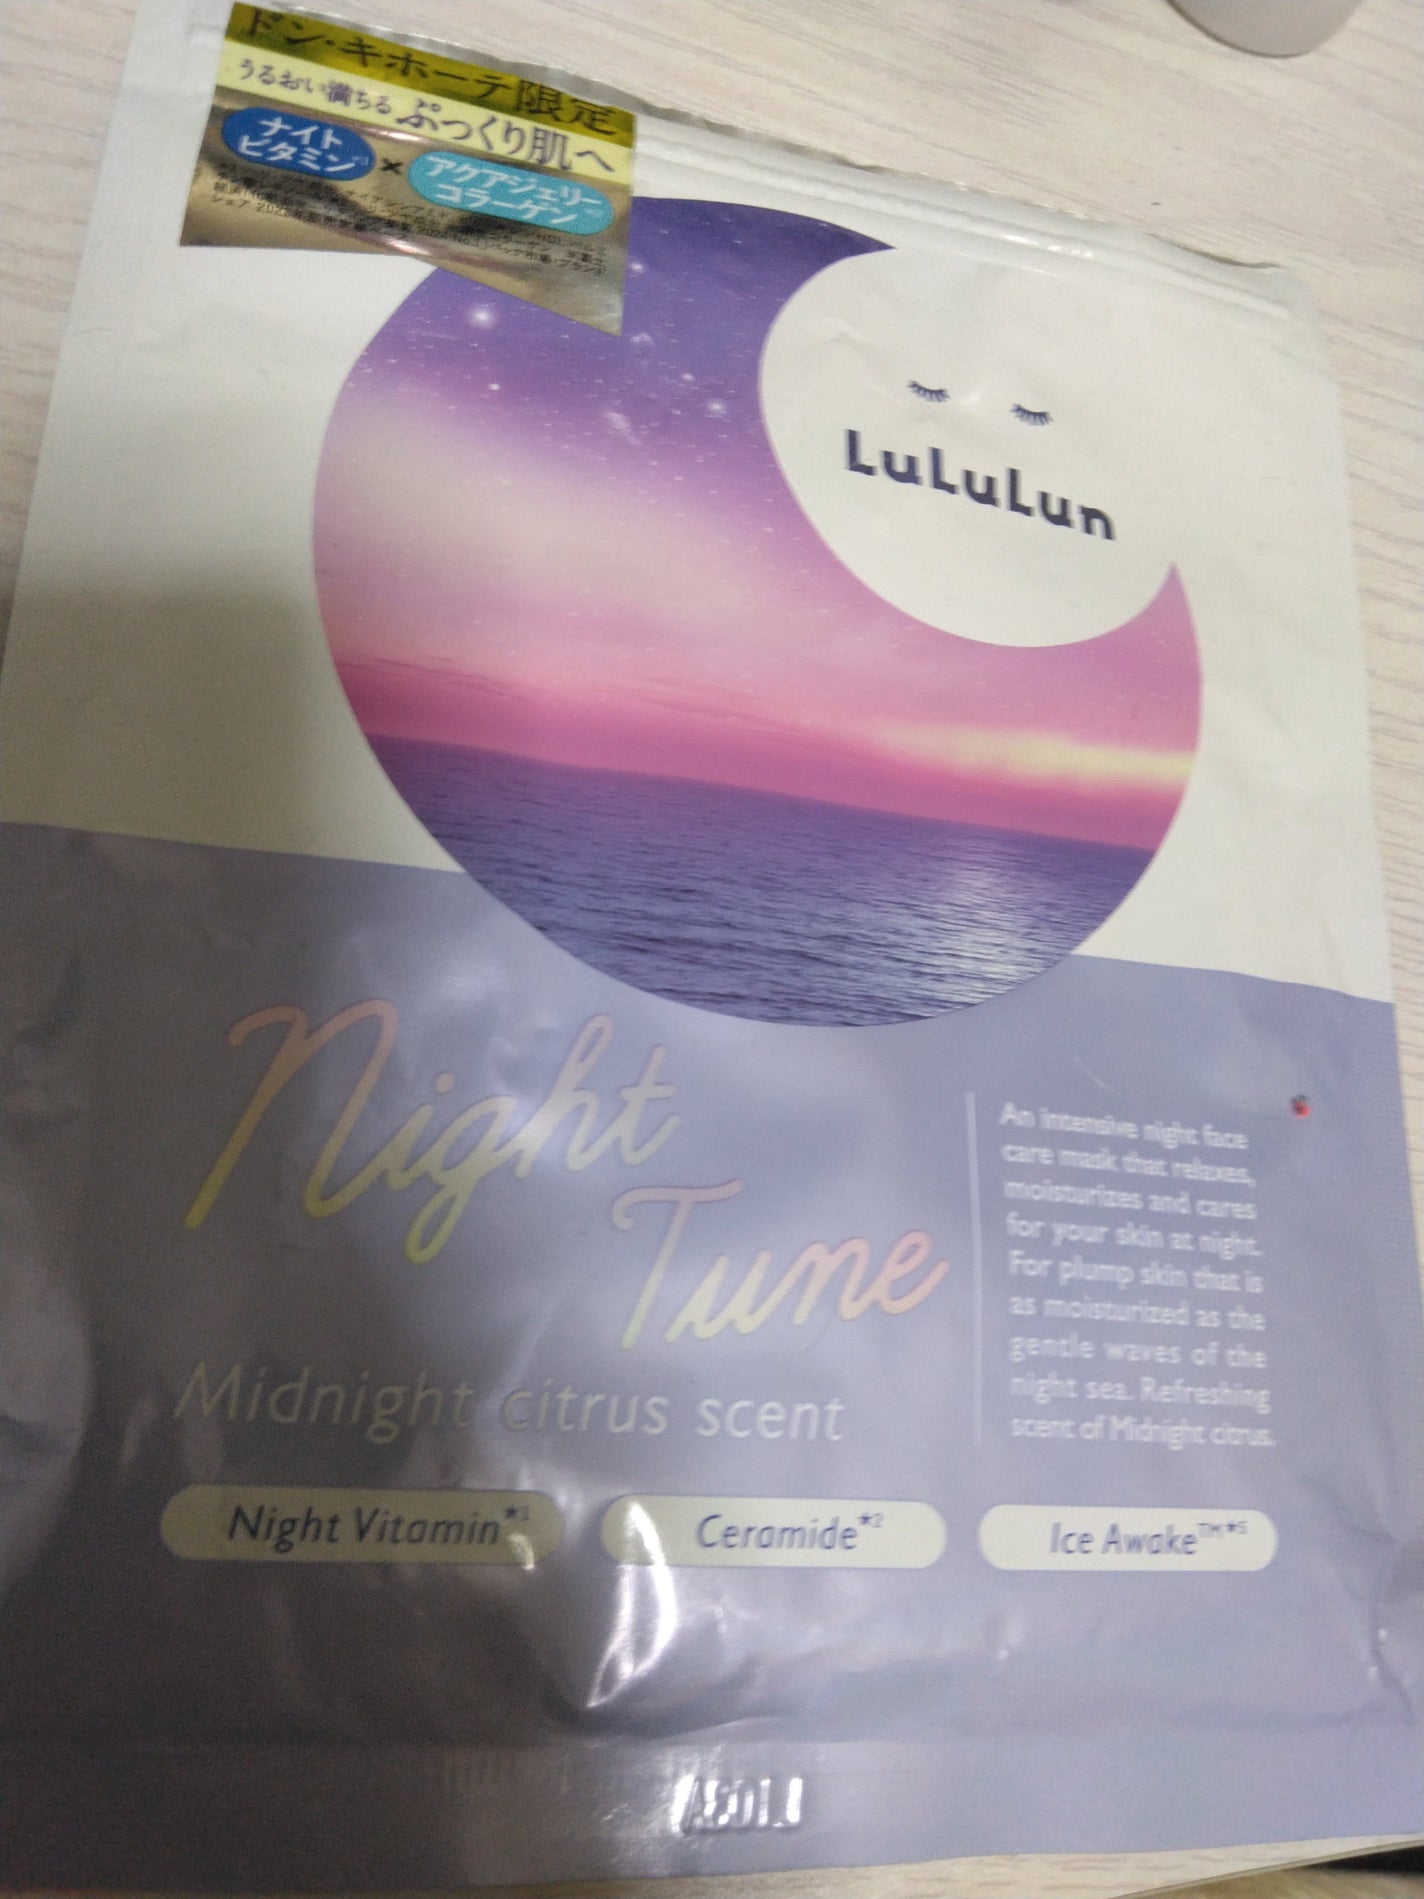 ドン・キホーテ限定
うるおい満ちる ぷっくり肌へ
ナイト
ビタミン
×
アクアジェリー
コラーゲン
LuLuLun
Night
Tune
Midnight citrus scent
An intensive night face
care mask that relaxes,
moisturizes and cares
for your skin at night.
For plump skin that is
as moisturized as the
gentle waves of the
night sea. Refreshing
scent of Midnight citrus.
Night Vitamin★1
Ceramide★2
Ice Awake™★5